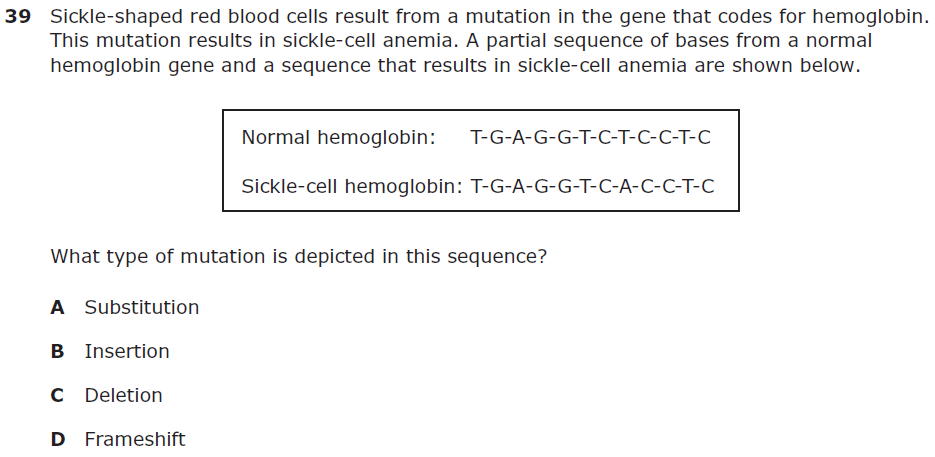 39 Sickle-shaped red blood cells result from a mutation in the gene that codes for hemoglobin.
This mutation results in sickle-cell anemia. A partial sequence of bases from a normal
hemoglobin gene and a sequence that results in sickle-cell anemia are shown below.
Normal hemoglobin: T-G-A-G-G-T-C-T-C-C-T-C
Sickle-cell hemoglobin: T-G-A-G-G-T-C-A-C-C-T-C
What type of mutation is depicted in this sequence?
A Substitution
B Insertion
C Deletion
D Frameshift